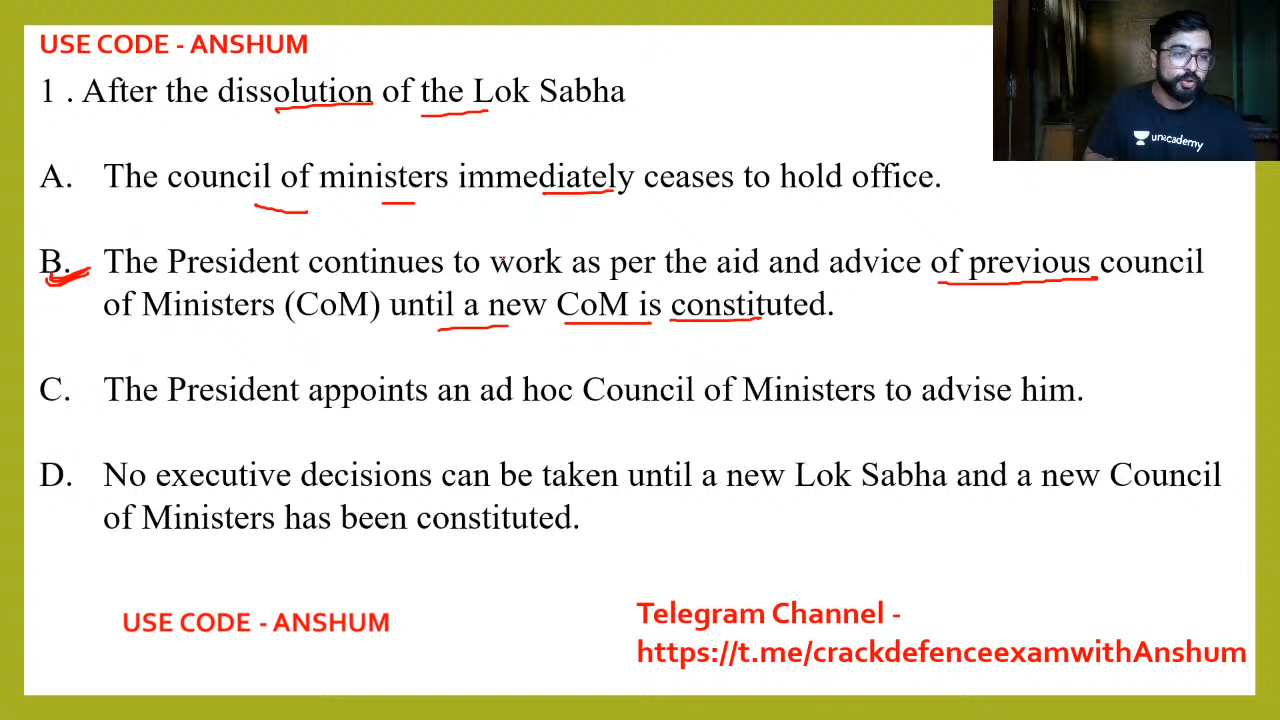 USE CODE - ANSHUM
1 . After the dissolution of the Lok Sabha
unacademy
A. The council of ministers immediately ceases to hold office.
B. The President continues to work as per the aid and advice of previous council
of Ministers (CoM) until a new CoM is constituted.
C. The President appoints an ad hoc Council of Ministers to advise him.
D. No executive decisions can be taken until a new Lok Sabha and a new Council
of Ministers has been constituted.
USE CODE - ANSHUM
Telegram Channel -
https://t.me/crackdefenceexamwithAnshum